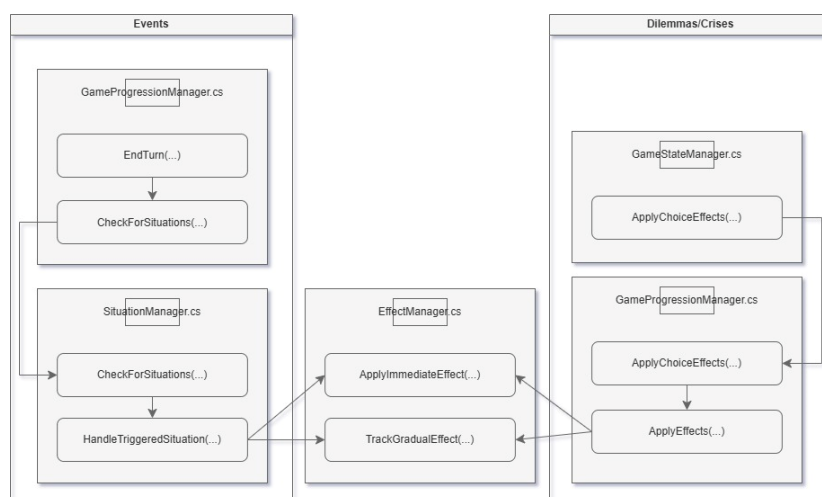 Events
GameProgressionManager.cs
EndTurn(...)
CheckForSituations(...)
SituationManager.cs
CheckForSituations(...)
HandleTriggeredSituation(...)
EffectManager.cs
ApplyImmediateEffect(...)
TrackGradualEffect(...)
Dilemmas/Crises
GameStateManager.cs
ApplyChoiceEffects(...)
GameProgressionManager.cs
ApplyChoiceEffects(...)
ApplyEffects(...)